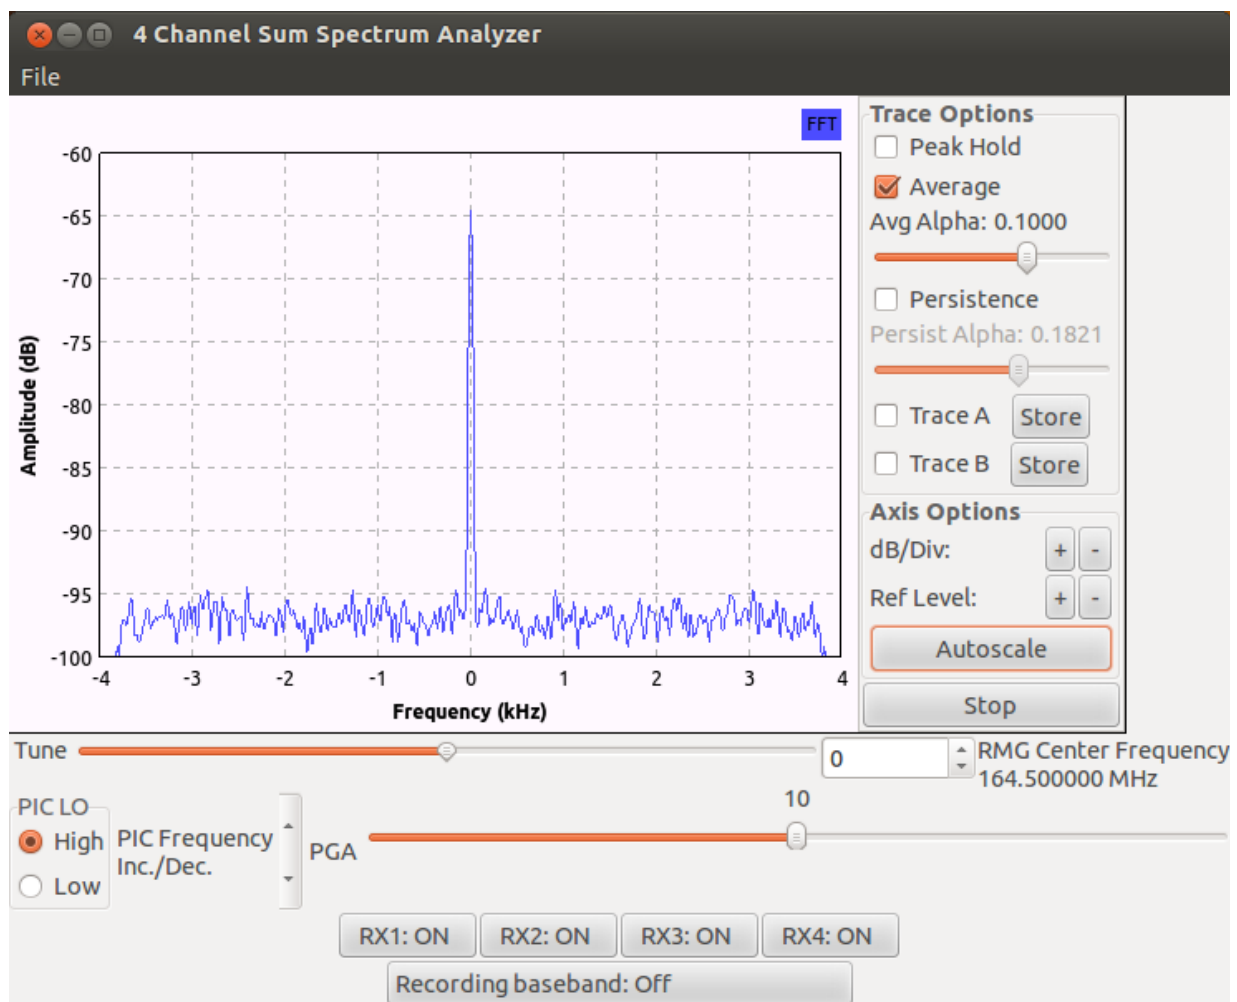 4 Channel Sum Spectrum Analyzer
File
FFT
-60
-65
-70
-75
-80
-85
-90
-95
-100
Amplitude (dB)
-4 -3 -2 -1 0 1 2 3 4
Frequency (kHz)
Trace Options
Peak Hold
Average
Avg Alpha: 0.1000
Persistence
Persist Alpha: 0.1821
Trace A Store
Trace B Store
Axis Options
dB/Div: + -
Ref Level: + -
Autoscale
Stop
Tune 0 RMG Center Frequency
164.500000 MHz
PIC LO
High
Low
PIC Frequency
Inc./Dec.
PGA
10
RX1: ON RX2: ON RX3: ON RX4: ON
Recording baseband: Off